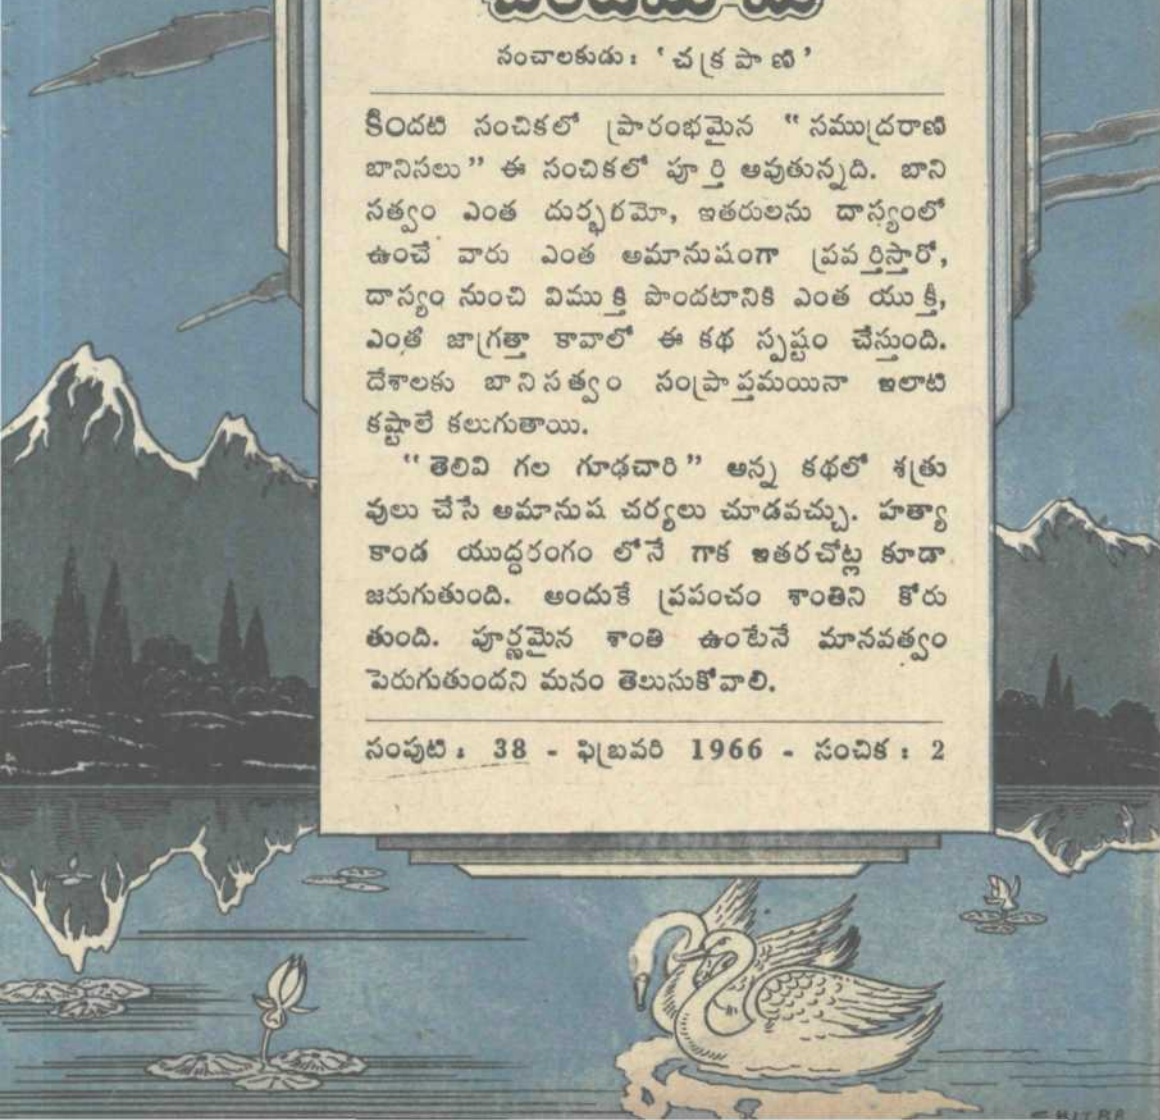 సంచాలకుడు: 'చక్రపాణి'
కిందటి సంచికలో ప్రారంభమైన "సముద్రరాణి
బానిసలు" ఈ సంచికలో పూర్తి అవుతున్నది. బాని
సత్వం ఎంత దుర్భరమో, ఇతరులను దాస్యంలో
ఉంచే వారు ఎంత అమానుషంగా ప్రవర్తిస్తారో,
దాస్యం నుంచి విముక్తి పొందటానికి ఎంత యుక్తీ,
ఎంత జాగ్రత్తా కావాలో ఈ కథ స్పష్టం చేస్తుంది.
దేశాలకు బానిసత్వం సంప్రాప్తమయినా ఇలాటి
కష్టాలే కలుగుతాయి.
"తెలివి గల గూఢచారి" అన్న కథలో శత్రు
వులు చేసే అమానుష చర్యలు చూడవచ్చు. హత్యా
కాండ యుద్ధరంగం లోనే గాక ఇతరచోట్ల కూడా
జరుగుతుంది. అందుకే ప్రపంచం శాంతిని కోరు
తుంది. పూర్ణమైన శాంతి ఉంటేనే మానవత్వం
పెరుగుతుందని మనం తెలుసుకోవాలి.
సంపుటి : 38 - ఫిబ్రవరి 1966 - సంచిక : 2